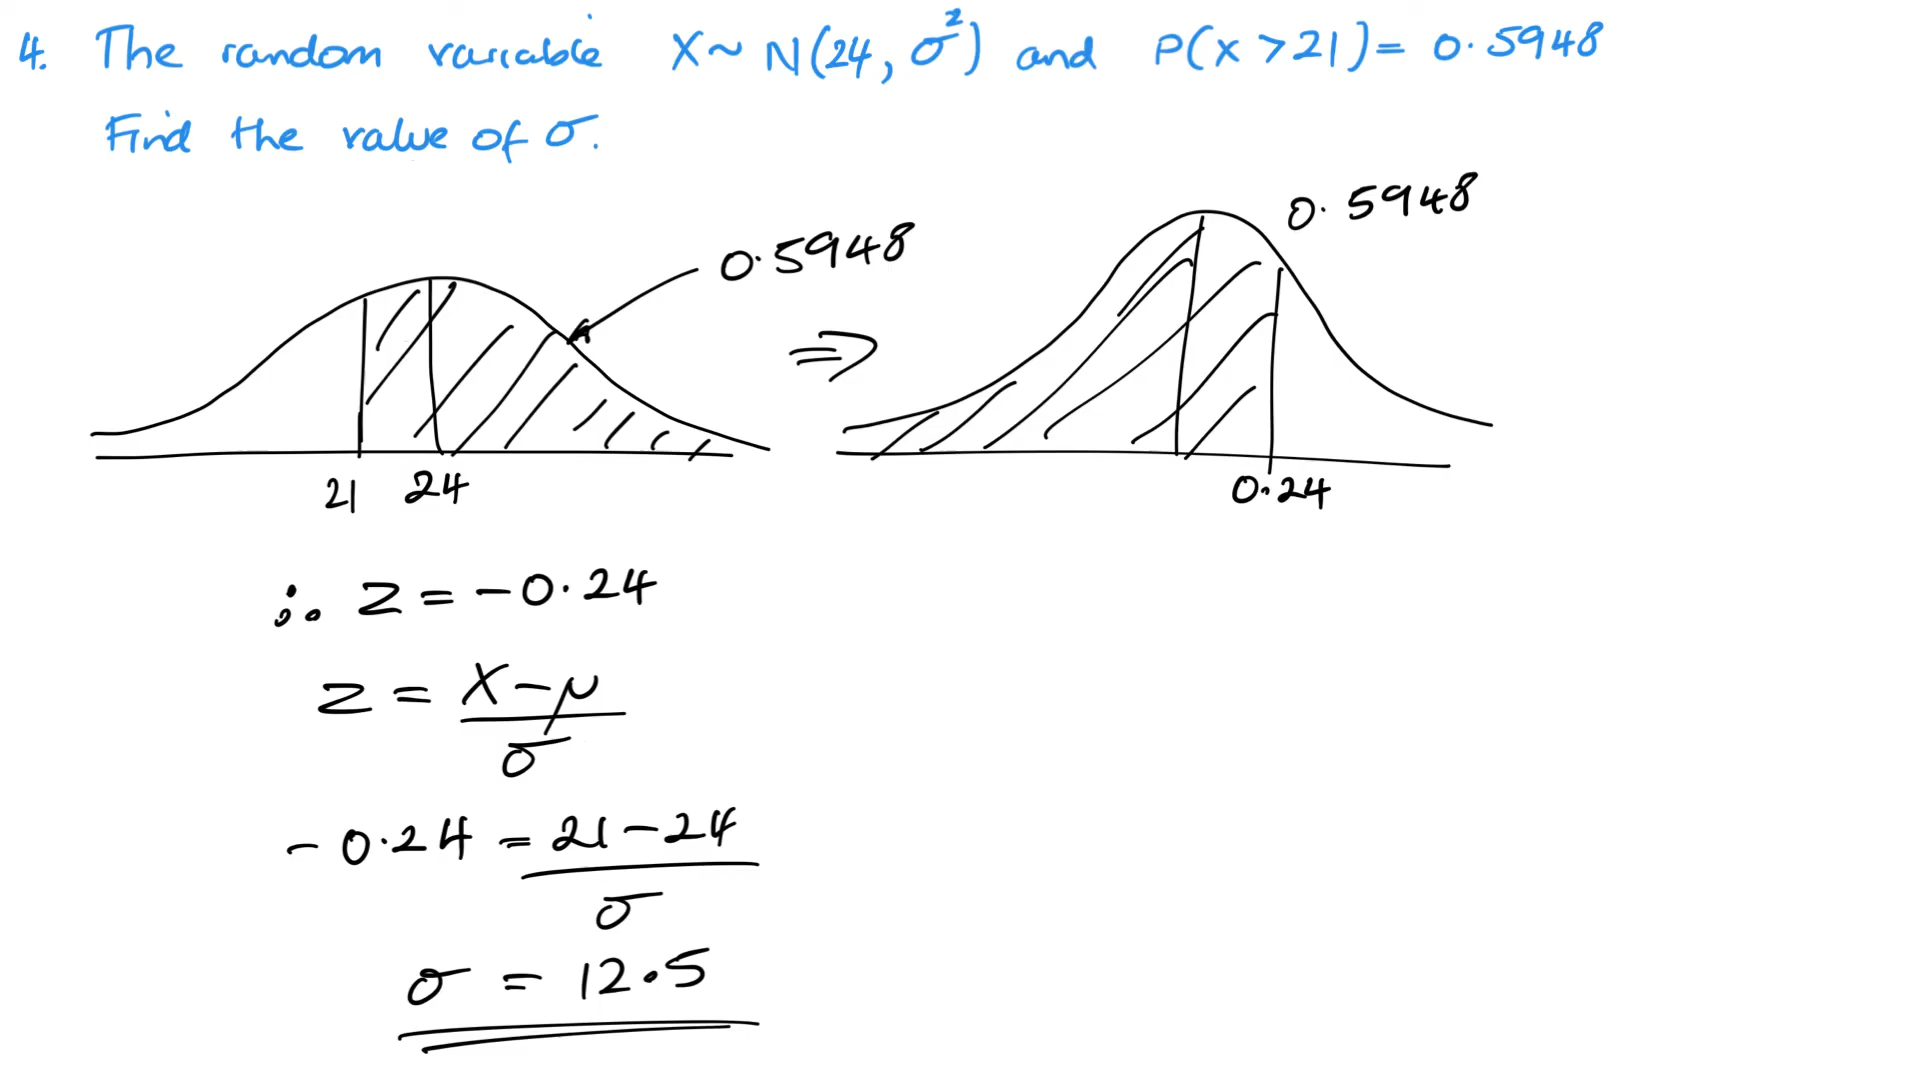 4. The random variable X~ N(24, σ²) and P(x >21)= 0.5948
Find the value of σ.
0.5948
21 24
⇒
0.5948
0.24
∴ z = -0.24
z = X-μ
σ
-0.24 = 21-24
σ
σ = 12.5